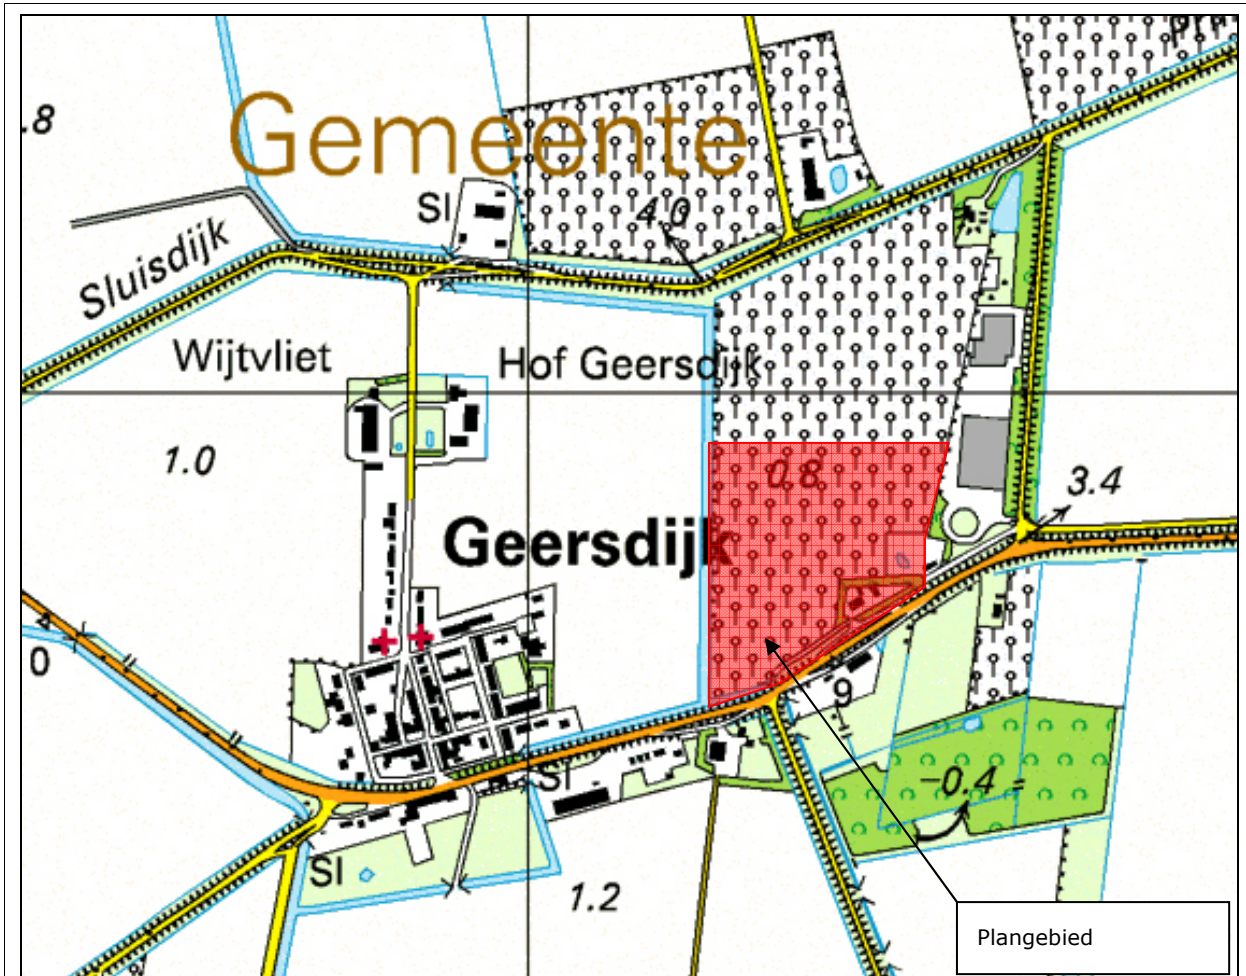 .8
Gemeente
Sl
4.0
Sluisdijk
Wijtvliet
Hof Geersdijk
1.0
0.8
3.4
Geersdijk
4
0
9
Sl
-0.4
Sl
1.2
Plangebied